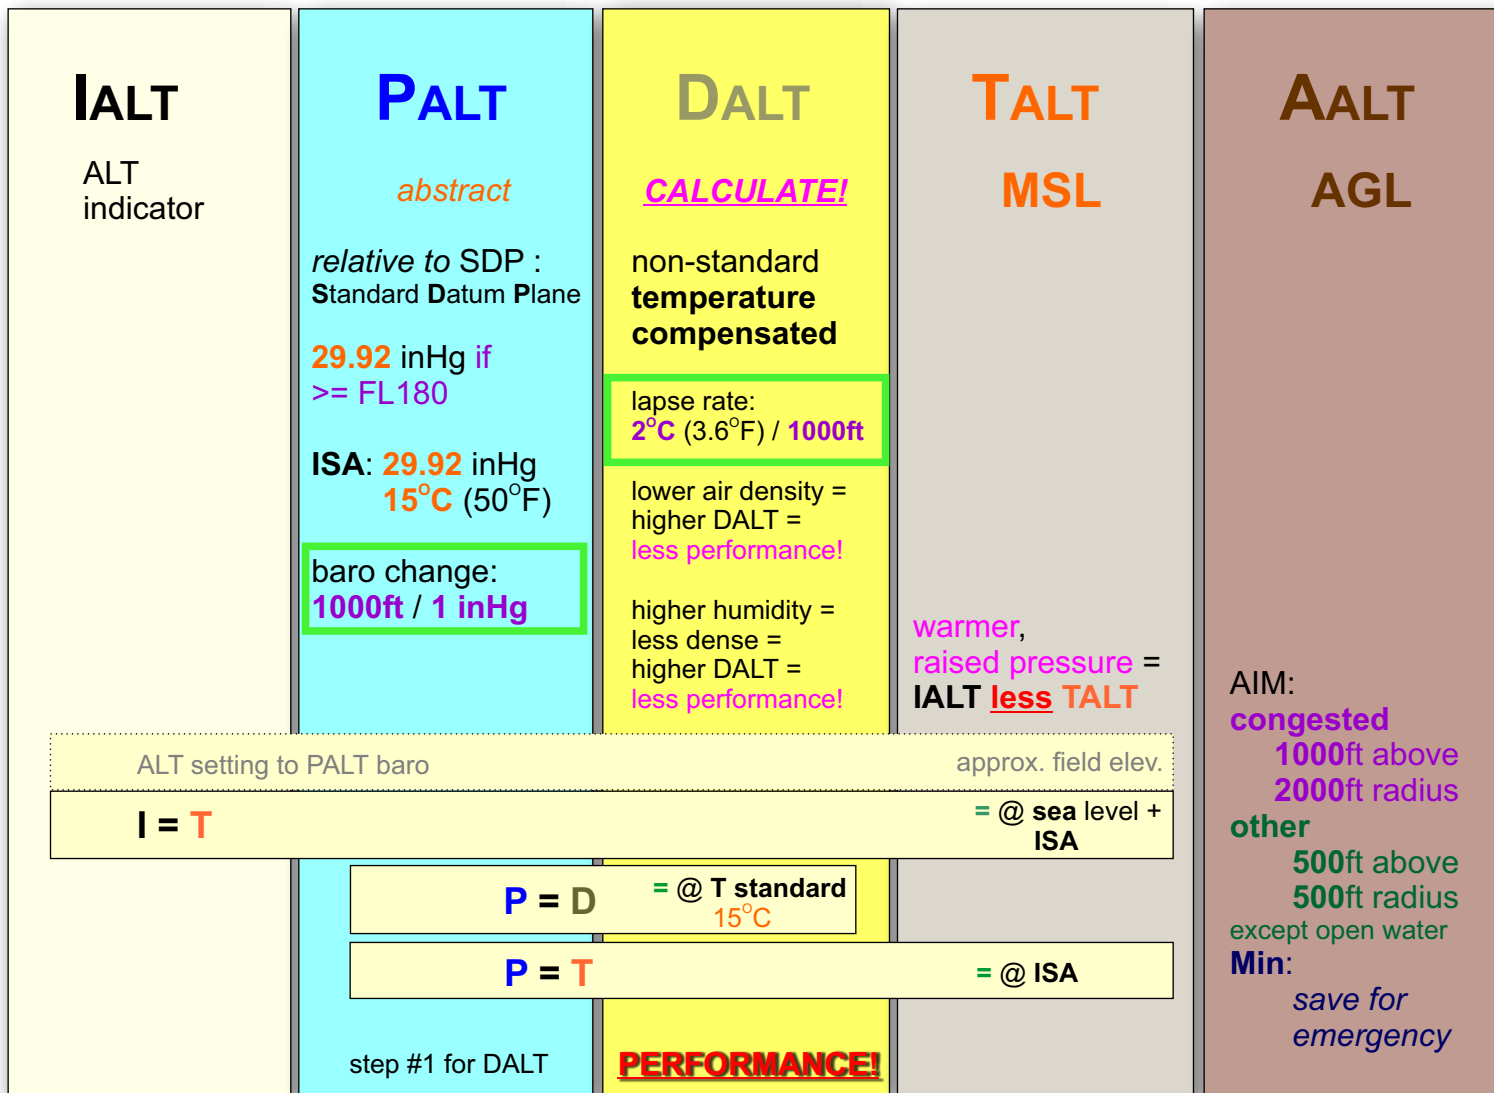 IALT
ALT
indicator
PALT
abstract
relative to SDP :
Standard Datum Plane
29.92 inHg if
>= FL180
ISA: 29.92 inHg
15°C (50°F)
baro change:
1000ft / 1 inHg
DALT
CALCULATE!
non-standard
temperature
compensated
lapse rate:
2°C (3.6°F) / 1000ft
lower air density =
higher DALT =
less performance!
higher humidity =
less dense =
higher DALT =
less performance!
TALT
MSL
warmer,
raised pressure =
IALT less TALT
AALT
AGL
AIM:
congested
1000ft above
2000ft radius
other
500ft above
500ft radius
except open water
Min:
save for
emergency
ALT setting to PALT baro approx. field elev.
I = T = @ sea level +
ISA
P = D = @ T standard
15°C
P = T = @ ISA
step #1 for DALT
PERFORMANCE!